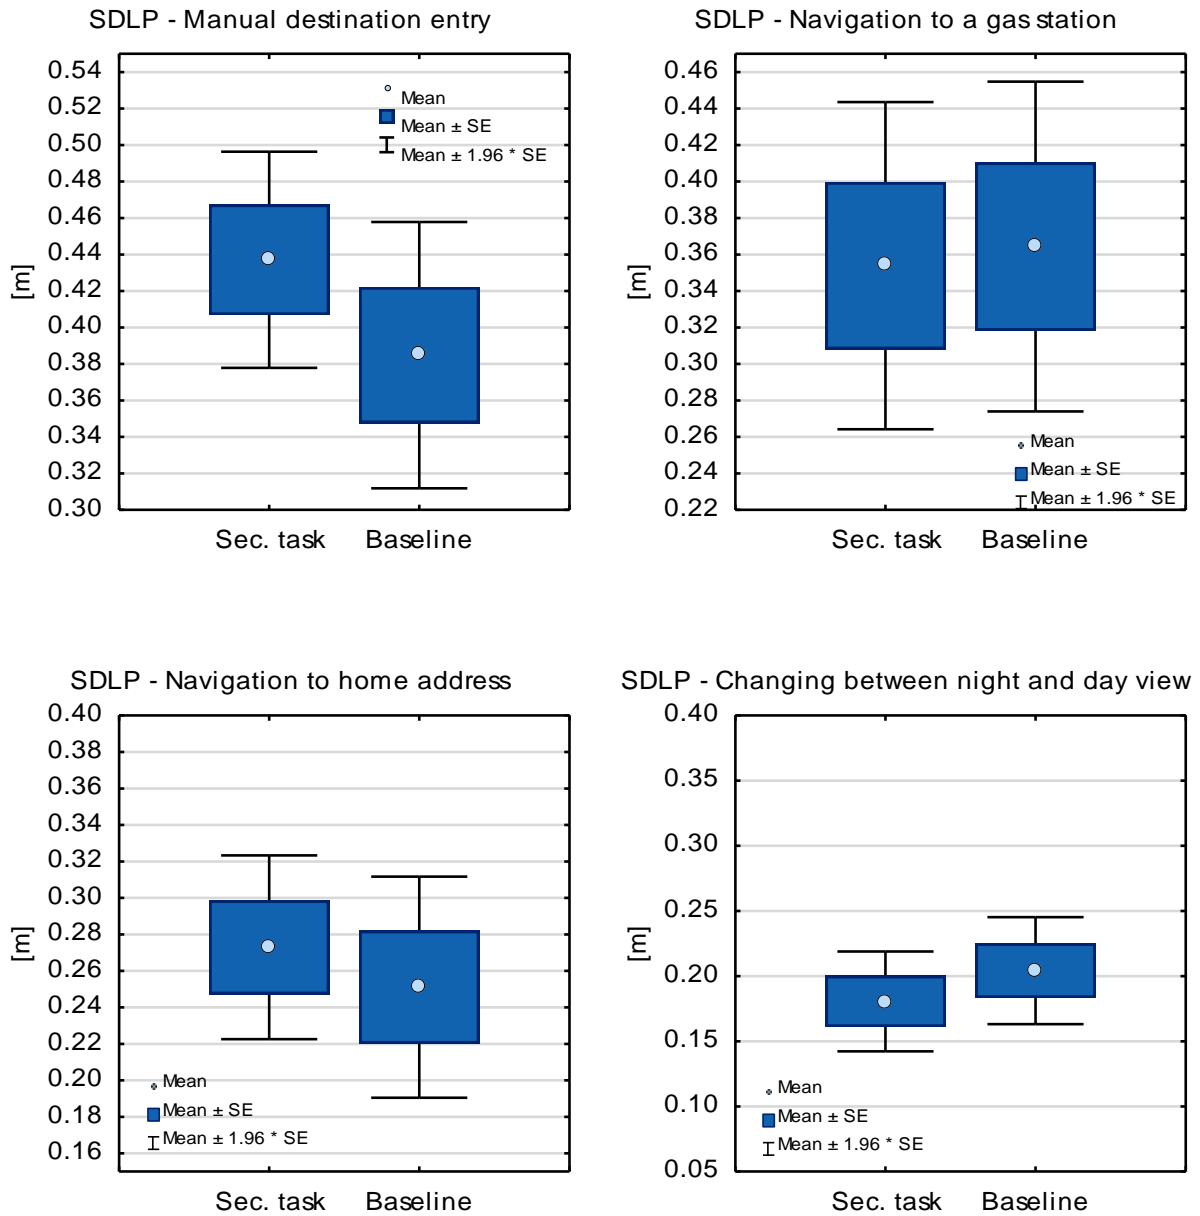 SDLP - Manual destination entry
[m]
0.54
0.52
0.50
0.48
0.46
0.44
0.42
0.40
0.38
0.36
0.34
0.32
0.30
Mean
Mean ± SE
Mean ± 1.96 * SE
Sec. task Baseline
SDLP - Navigation to a gas station
[m]
0.46
0.44
0.42
0.40
0.38
0.36
0.34
0.32
0.30
0.28
0.26
0.24
0.22
Mean
Mean ± SE
Mean ± 1.96 * SE
Sec. task Baseline
SDLP - Navigation to home address
[m]
0.40
0.38
0.36
0.34
0.32
0.30
0.28
0.26
0.24
0.22
0.20
0.18
0.16
Mean
Mean ± SE
Mean ± 1.96 * SE
Sec. task Baseline
SDLP - Changing between night and day view
[m]
0.40
0.35
0.30
0.25
0.20
0.15
0.10
0.05
Mean
Mean ± SE
Mean ± 1.96 * SE
Sec. task Baseline